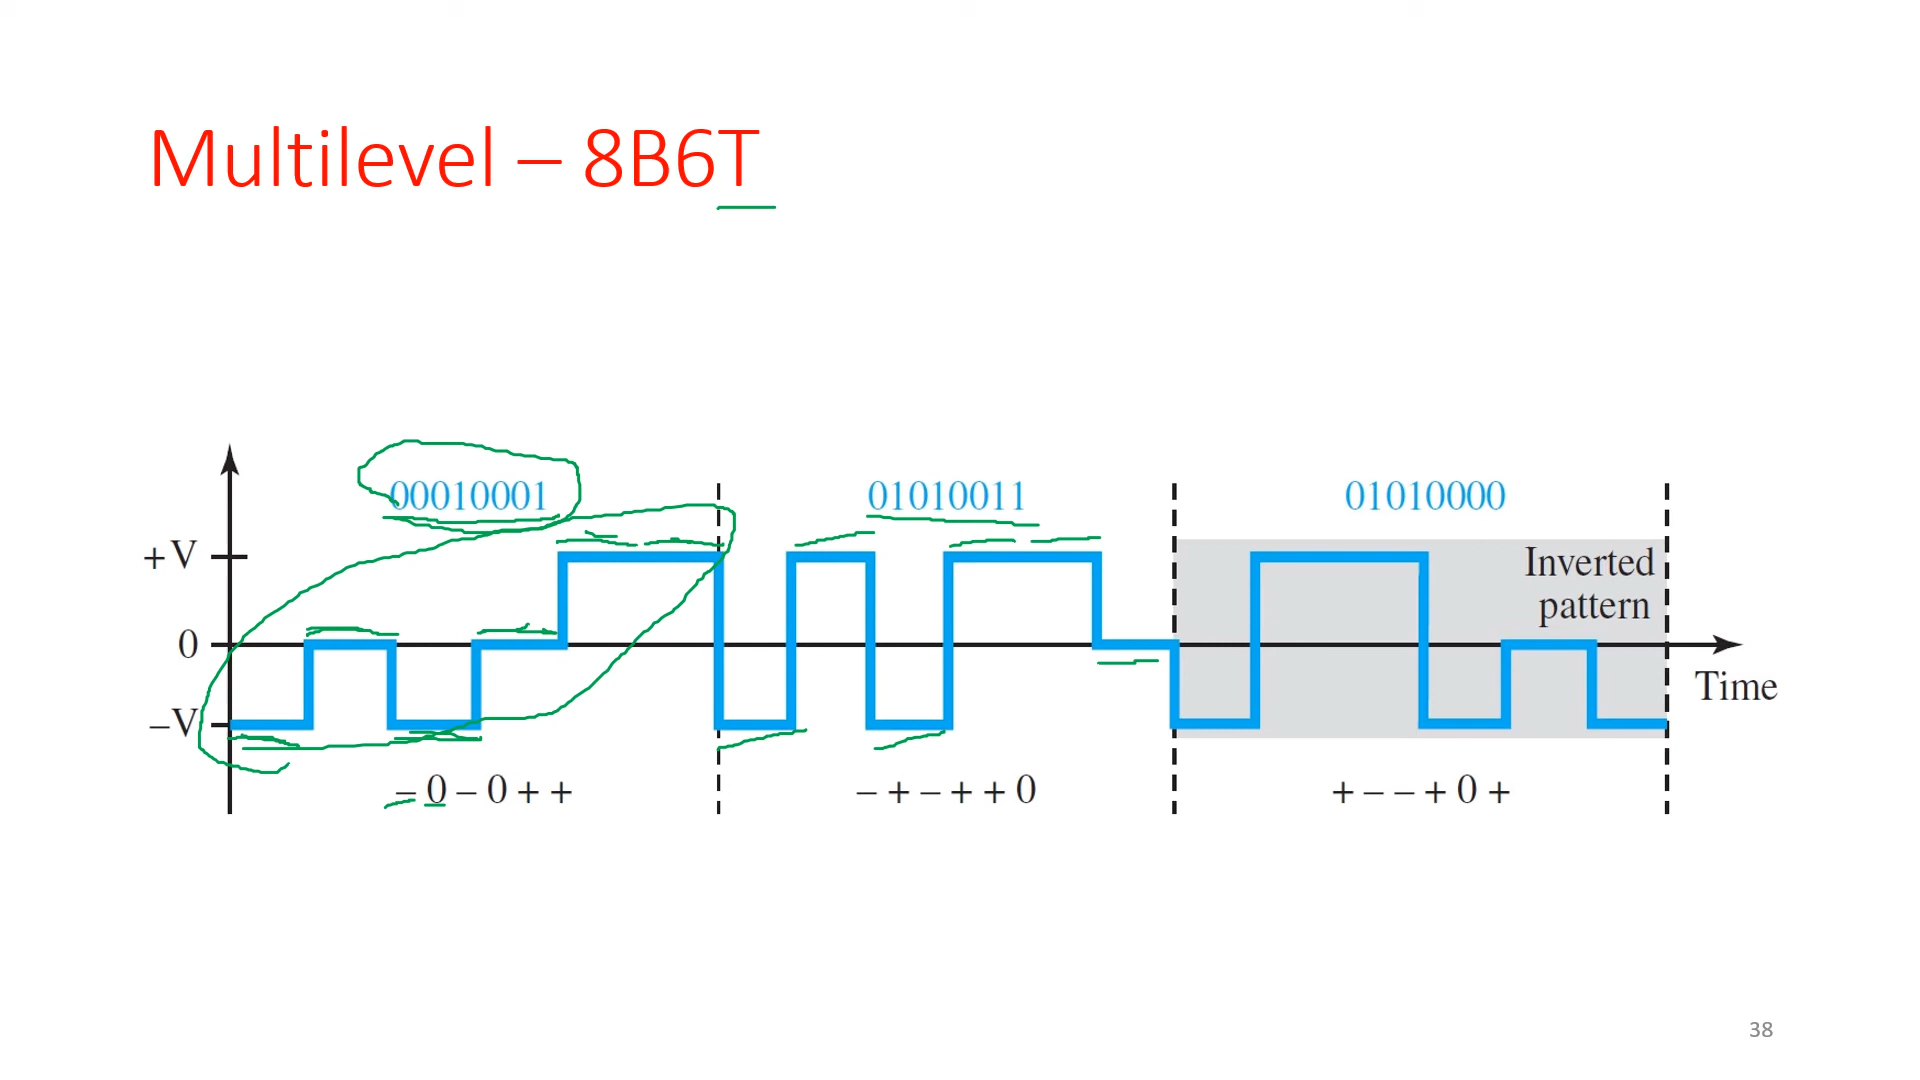 Multilevel – 8B6T
00010001
01010011
01010000
+V
Inverted
pattern
0
Time
–V
– 0 – 0 + +
– + – + + 0
+ – – + 0 +
38